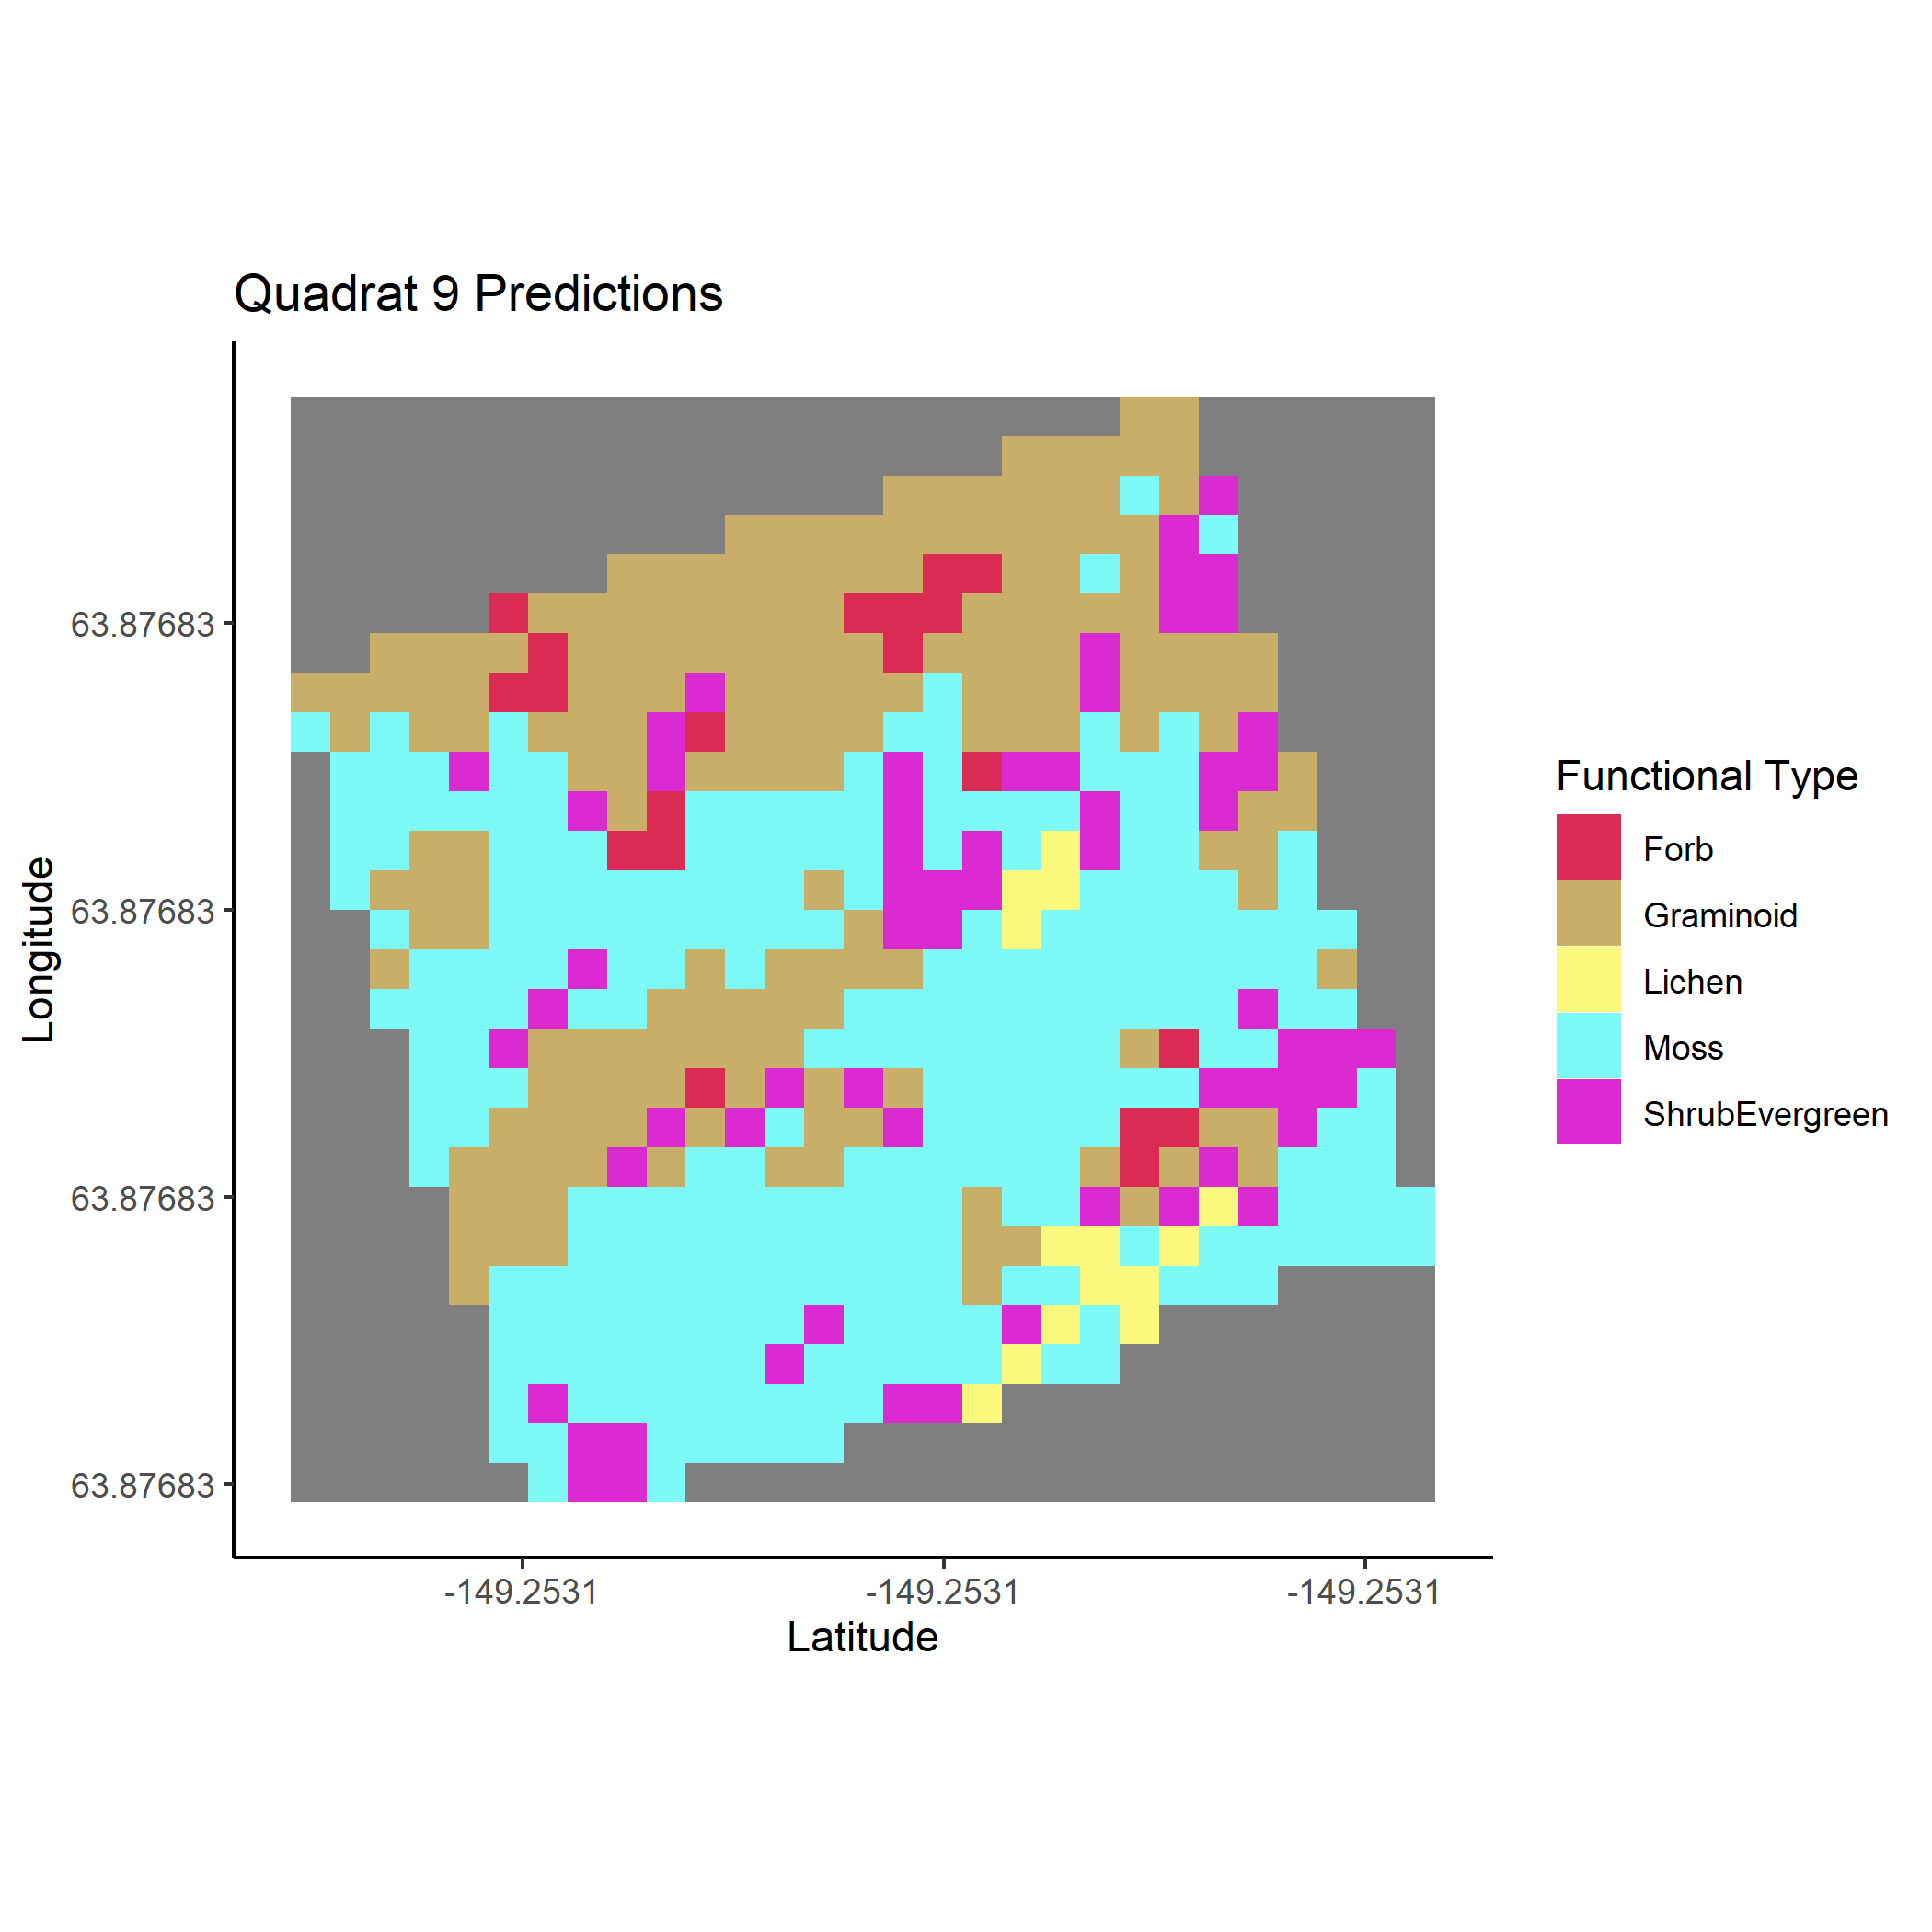 Quadrat 9 Predictions
Longitude
63.87683
63.87683
63.87683
63.87683
-149.2531
-149.2531
-149.2531
Latitude
Functional Type
Forb
Graminoid
Lichen
Moss
ShrubEvergreen